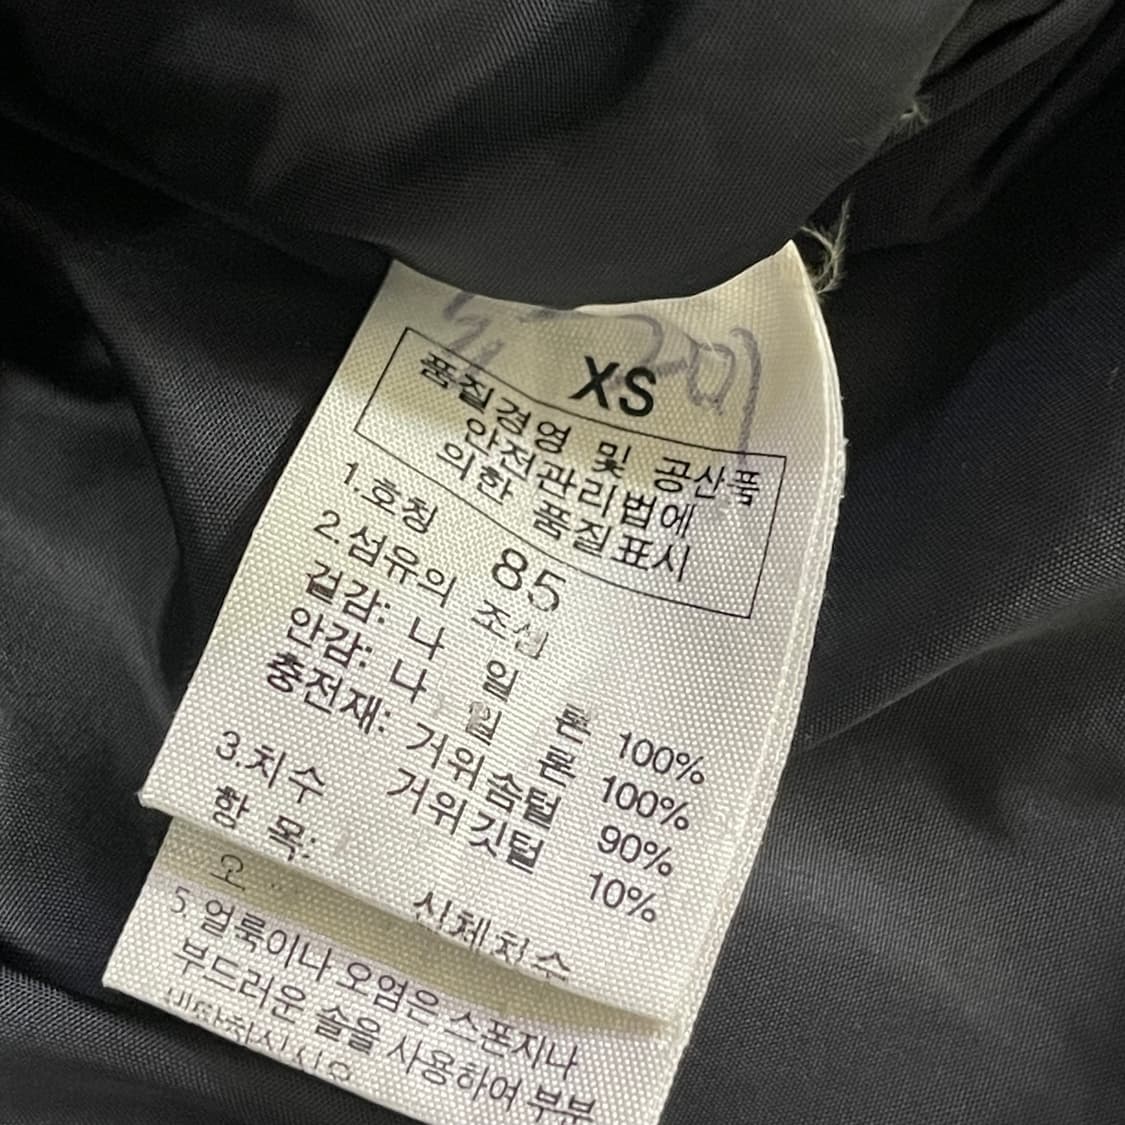 XS
품질경영 및 공산품
안전관리법에
의한 품질표시
1.호칭 85
2.섬유의 조성
겉감: 나 일 론 100%
안감: 나 일 론 100%
충전재: 거위솜털 90%
거위깃털 10%
3.치수
항 목: 신체치수
5. 얼룩이나 오염은 스폰지나
부드러운 솔을 사용하여 부분